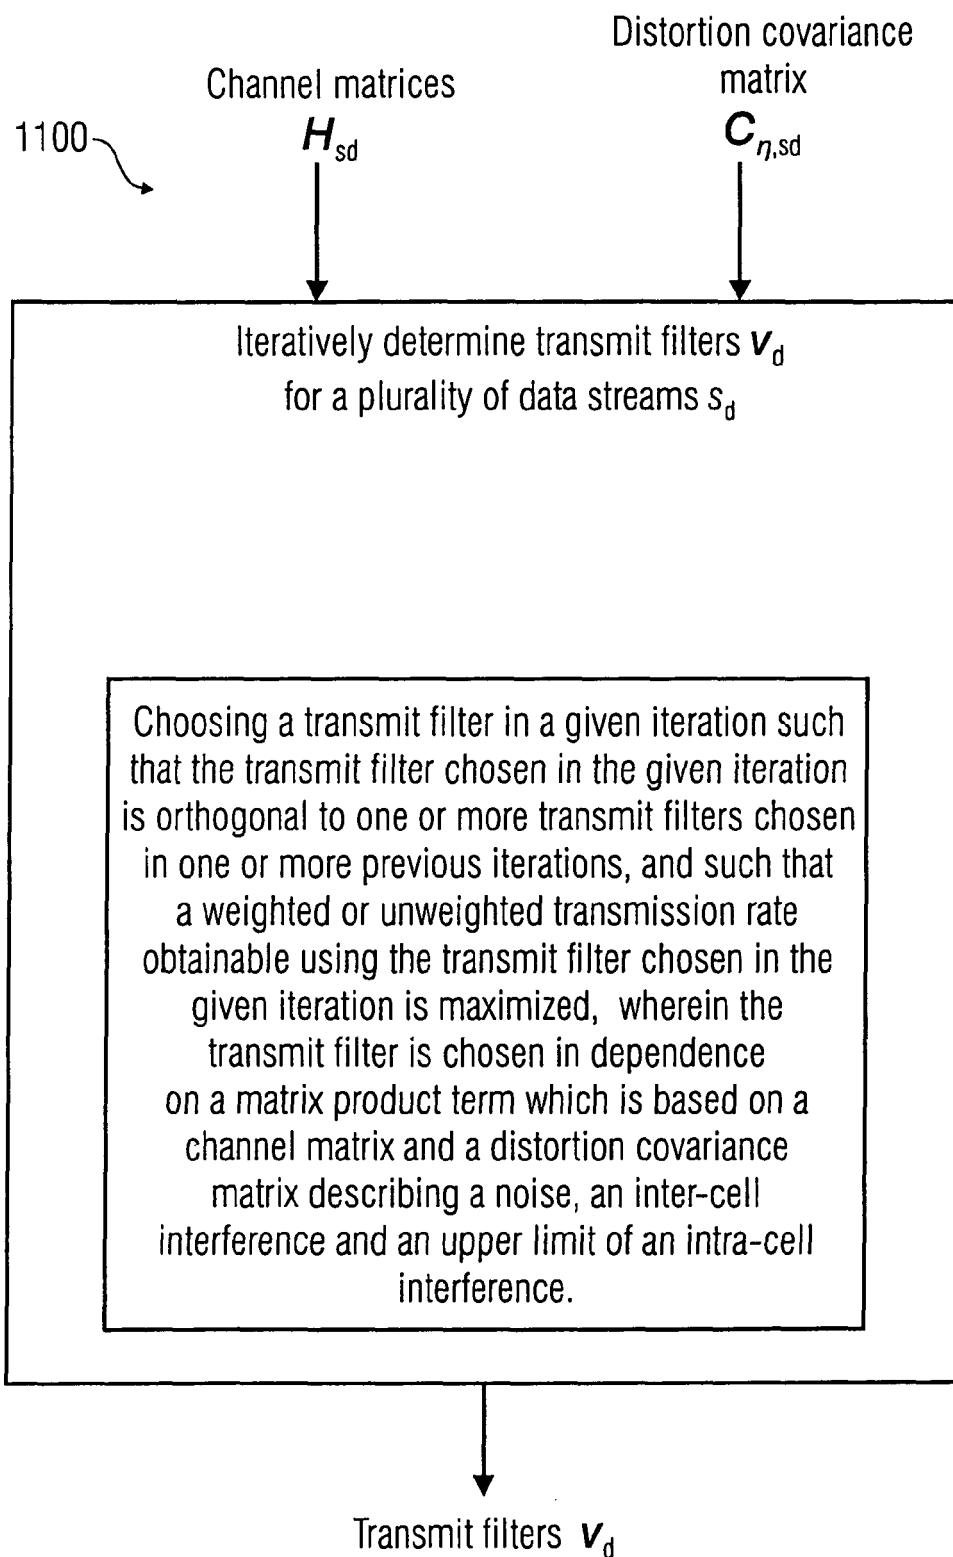 Distortion covariance
matrix
C_{η,sd}
Channel matrices
H_{sd}
1100
Iteratively determine transmit filters v_d
for a plurality of data streams s_d
Choosing a transmit filter in a given iteration such
that the transmit filter chosen in the given iteration
is orthogonal to one or more transmit filters chosen
in one or more previous iterations, and such that
a weighted or unweighted transmission rate
obtainable using the transmit filter chosen in the
given iteration is maximized, wherein the
transmit filter is chosen in dependence
on a matrix product term which is based on a
channel matrix and a distortion covariance
matrix describing a noise, an inter-cell
interference and an upper limit of an intra-cell
interference.
Transmit filters v_d